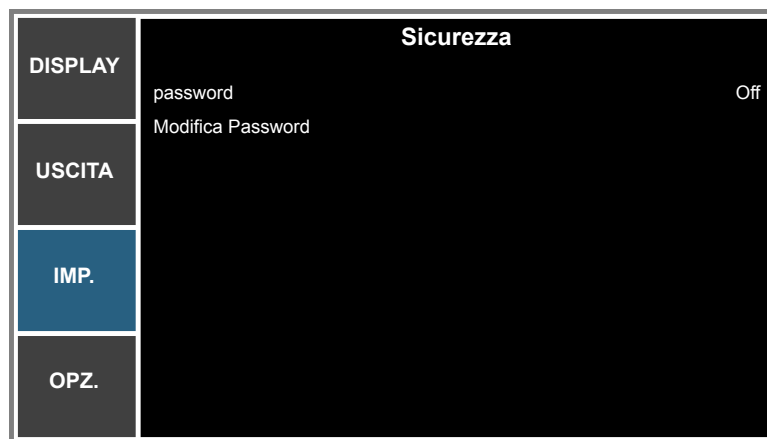 Sicurezza
DISPLAY
password Off
Modifica Password
USCITA
IMP.
OPZ.